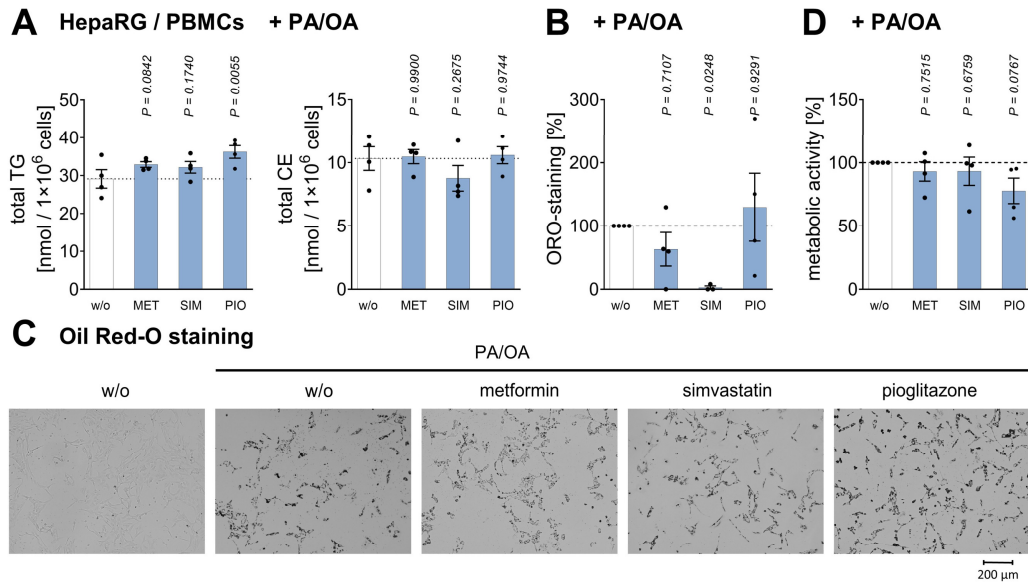 A HepaRG / PBMCs + PA/OA
P = 0.0842
P = 0.1740
P = 0.0055
total TG
[nmol / 1×10⁶ cells]
50
40
30
20
10
0
w/o MET SIM PIO
P = 0.9900
P = 0.2675
P = 0.9744
total CE
[nmol / 1×10⁶ cells]
15
10
5
0
w/o MET SIM PIO
B + PA/OA
P = 0.7107
P = 0.0248
P = 0.9291
ORO-staining [%]
300
200
100
0
w/o MET SIM PIO
D + PA/OA
P = 0.7515
P = 0.6759
P = 0.0767
metabolic activity [%]
150
100
50
0
w/o MET SIM PIO
C Oil Red-O staining
PA/OA
w/o w/o metformin simvastatin pioglitazone
200 µm